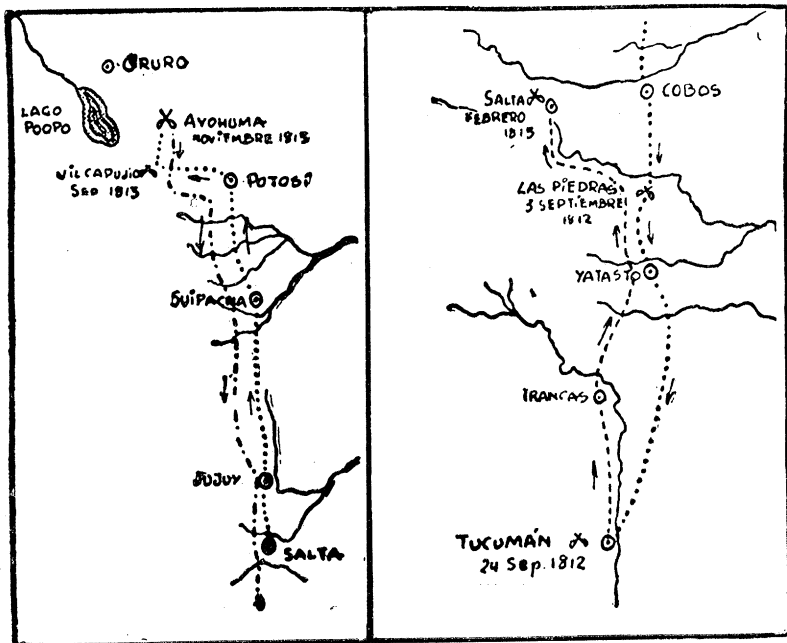 ORURO
LAGO
POOPO
AYOHUMA
NOVIEMBRE 1813
VILCAPUJIO
SEP 1813
POTOSÍ
SUIPACHA
JUJUY
SALTA
COBOS
SALTA
FEBRERO
1813
LAS PIEDRAS
3 SEPTIEMBRE
1812
YATASTO
TRANCAS
TUCUMÁN
24 Sep. 1812